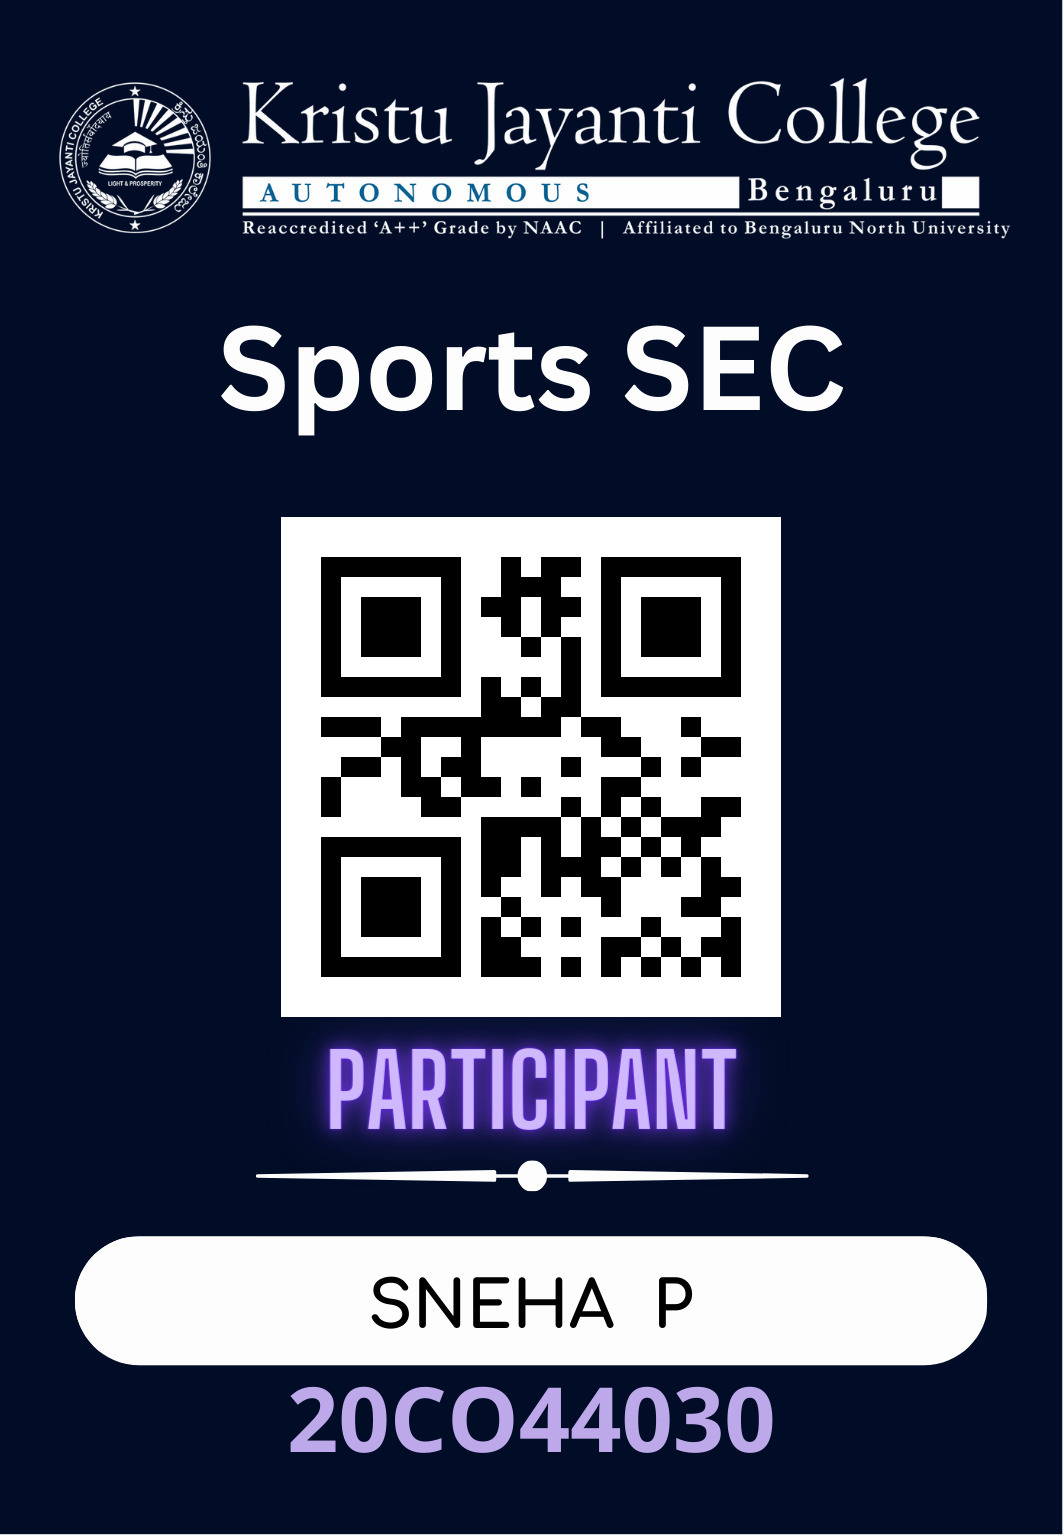 KRISTU JAYANTI COLLEGE
ಕ್ರಿಸ್ತು ಜಯಂತಿ ಕಾಲೇಜು
LIGHT & PROSPERITY
Kristu Jayanti College
AUTONOMOUS Bengaluru
Reaccredited ‘A++’ Grade by NAAC | Affiliated to Bengaluru North University
Sports SEC
PARTICIPANT
SNEHA P
20CO44030